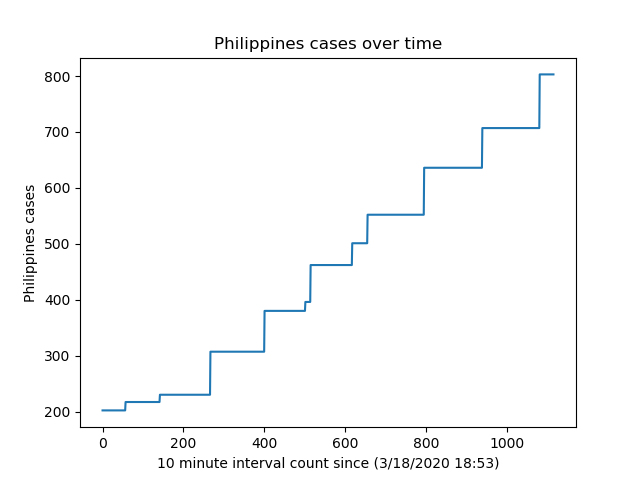 Philippines cases over time
800
700
600
500
400
300
200
Philippines cases
0 200 400 600 800 1000
10 minute interval count since (3/18/2020 18:53)